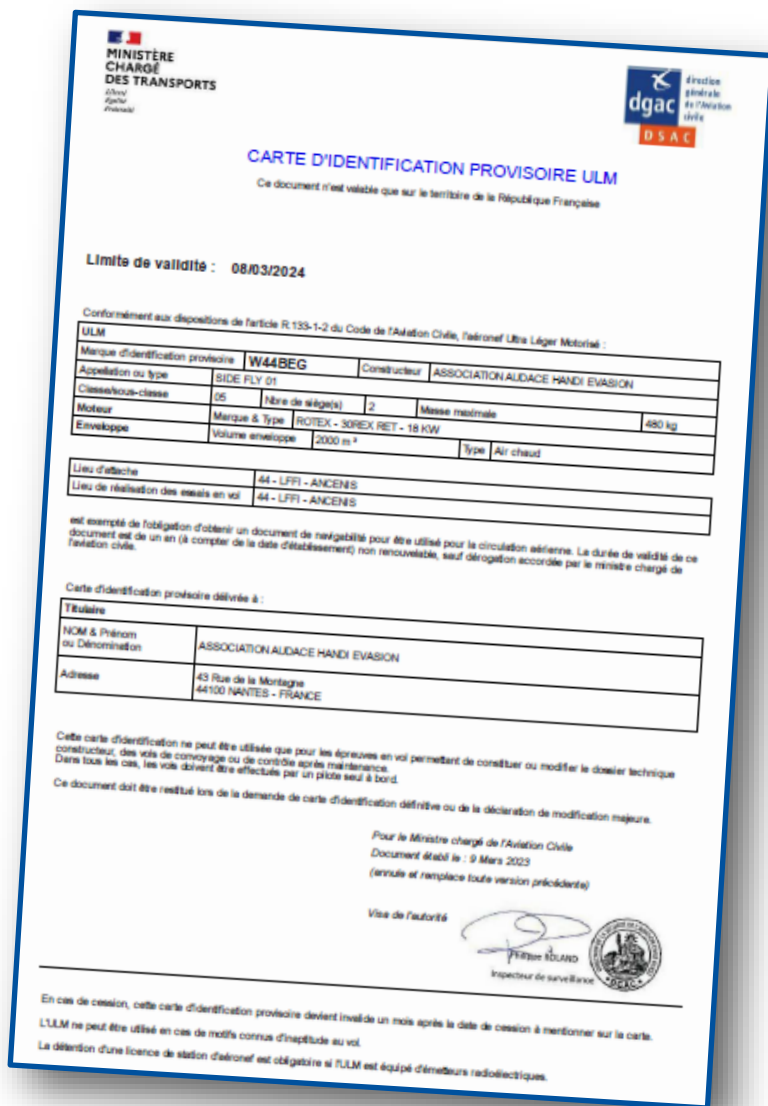 MINISTÈRE
CHARGÉ
DES TRANSPORTS
Liberté
Égalité
Fraternité
dgac
DSAC
direction
générale
de l'Aviation
civile
CARTE D'IDENTIFICATION PROVISOIRE ULM
Ce document n'est valable que sur le territoire de la République Française
Limite de validité : 08/03/2024
Conformément aux dispositions de l'article R.133-1-2 du Code de l'Aviation Civile, l'aéronef Ultra Léger Motorisé :
ULM
Marque d'identification provisoire W44BEG Constructeur ASSOCIATION AUDACE HANDI EVASION
Appellation ou type SIDE FLY 01
Classe/sous-classe 05 Nbre de siège(s) 2 Masse maximale 480 kg
Moteur Marque & Type ROTEX - 30REX RET - 18 KW
Enveloppe Volume enveloppe 2000 m³ Type Air chaud
Lieu d'attache 44 - LFFI - ANCENIS
Lieu de réalisation des essais en vol 44 - LFFI - ANCENIS
est exempté de l'obligation d'obtenir un document de navigabilité pour être utilisé pour la circulation aérienne. La durée de validité de ce
document est de un an (à compter de la date d'établissement) non renouvelable, sauf dérogation accordée par le ministre chargé de
l'aviation civile.
Carte d'identification provisoire délivrée à :
Titulaire
NOM & Prénom
ou Dénomination ASSOCIATION AUDACE HANDI EVASION
Adresse 43 Rue de la Montagne
44100 NANTES - FRANCE
Cette carte d'identification ne peut être utilisée que pour les épreuves en vol permettant de constituer ou modifier le dossier technique
constructeur, des vols de convoyage ou de contrôle après maintenance.
Dans tous les cas, les vols doivent être effectués par un pilote seul à bord.
Ce document doit être restitué lors de la demande de carte d'identification définitive ou de la déclaration de modification majeure.
Pour le Ministre chargé de l'Aviation Civile
Document établi le : 9 Mars 2023
(annule et remplace toute version précédente)
Visa de l'autorité
Philippe ROLAND
Inspecteur de surveillance
DGAC
En cas de cession, cette carte d'identification provisoire devient invalide un mois après la date de cession à mentionner sur la carte.
L'ULM ne peut être utilisé en cas de motifs connus d'inaptitude au vol.
La détention d'une licence de station d'aéronef est obligatoire si l'ULM est équipé d'émetteurs radioélectriques.